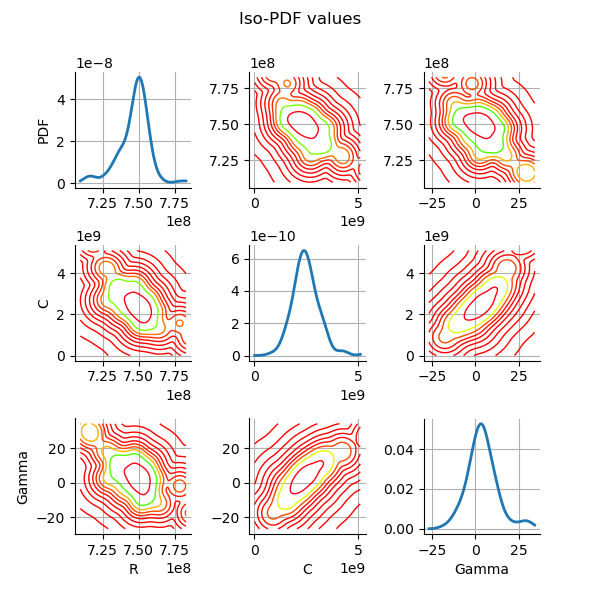 Iso-PDF values
1e−8 1e8 1e8
PDF 4 2 0 7.75 7.50 7.25 7.75 7.50 7.25
7.25 7.50 7.75 0 5 −25 0 25
1e8 1e9
1e9 1e−10 1e9
C 4 2 0 6 4 2 0 4 2 0
7.25 7.50 7.75 0 5 −25 0 25
1e8 1e9
Gamma 20 0 −20 20 0 −20 0.04 0.02 0.00
7.25 7.50 7.75 0 5 −25 0 25
R 1e8 C 1e9 Gamma